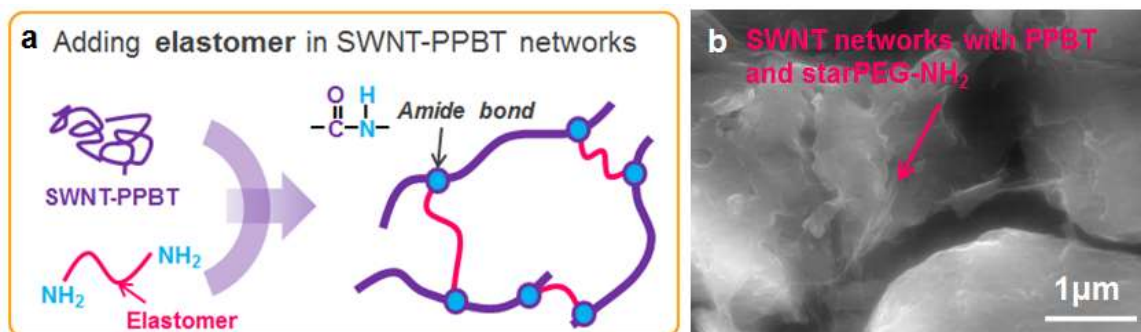 a Adding elastomer in SWNT-PPBT networks
O H
C N
Amide bond
SWNT-PPBT
NH₂
NH₂
Elastomer
b SWNT networks with PPBT
and starPEG-NH₂
1μm